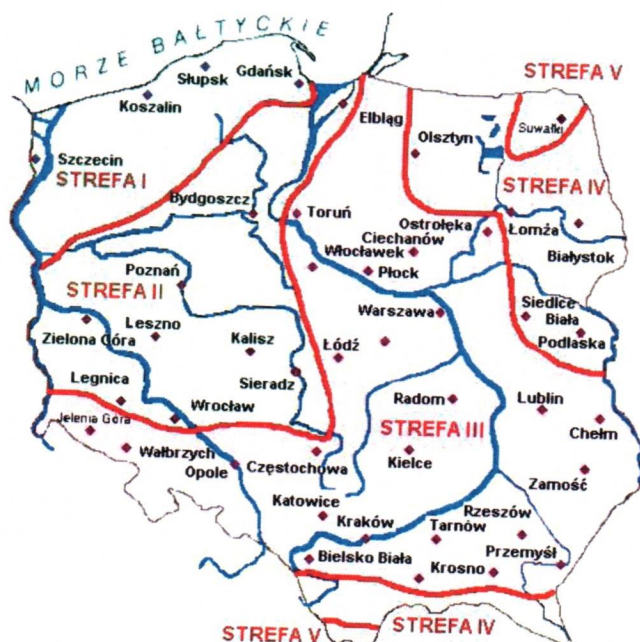 MORZE BAŁTYCKIE
STREFA V
Słupsk
Gdańsk
Koszalin
Elbląg
Olsztyn
Suwałki
Szczecin
STREFA I
STREFA IV
Bydgoszcz
Toruń
Ostrołęka
Łomża
Ciechanów
Włocławek
Białystok
Poznań
Płock
STREFA II
Warszawa
Siedlce
Biała
Podlaska
Zielona Góra
Leszno
Kalisz
Łódź
Sieradz
Legnica
Radom
Lublin
Wrocław
Jelenia Góra
STREFA III
Chełm
Wałbrzych
Opole
Częstochowa
Kielce
Zamość
Katowice
Rzeszów
Kraków
Tarnów
Przemyśl
Bielsko Biała
Krosno
STREFA IV
STREFA V